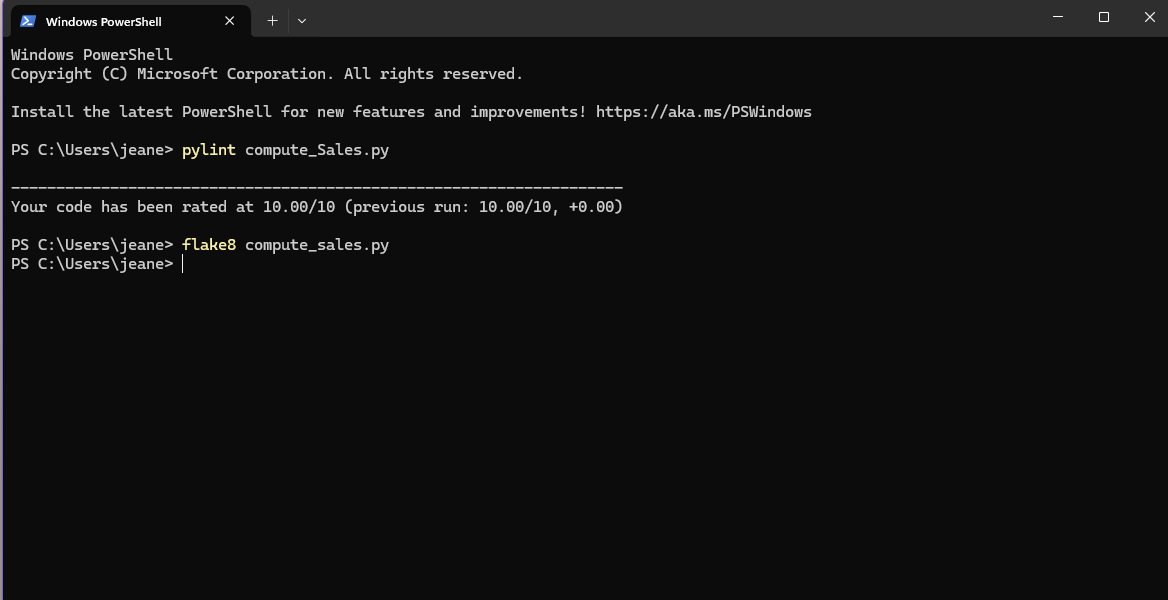 Windows PowerShell
Windows PowerShell
Copyright (C) Microsoft Corporation. All rights reserved.
Install the latest PowerShell for new features and improvements! https://aka.ms/PSWindows
PS C:\Users\jeane> pylint compute_Sales.py
--------------------------------------------------------------------
Your code has been rated at 10.00/10 (previous run: 10.00/10, +0.00)
PS C:\Users\jeane> flake8 compute_sales.py
PS C:\Users\jeane>